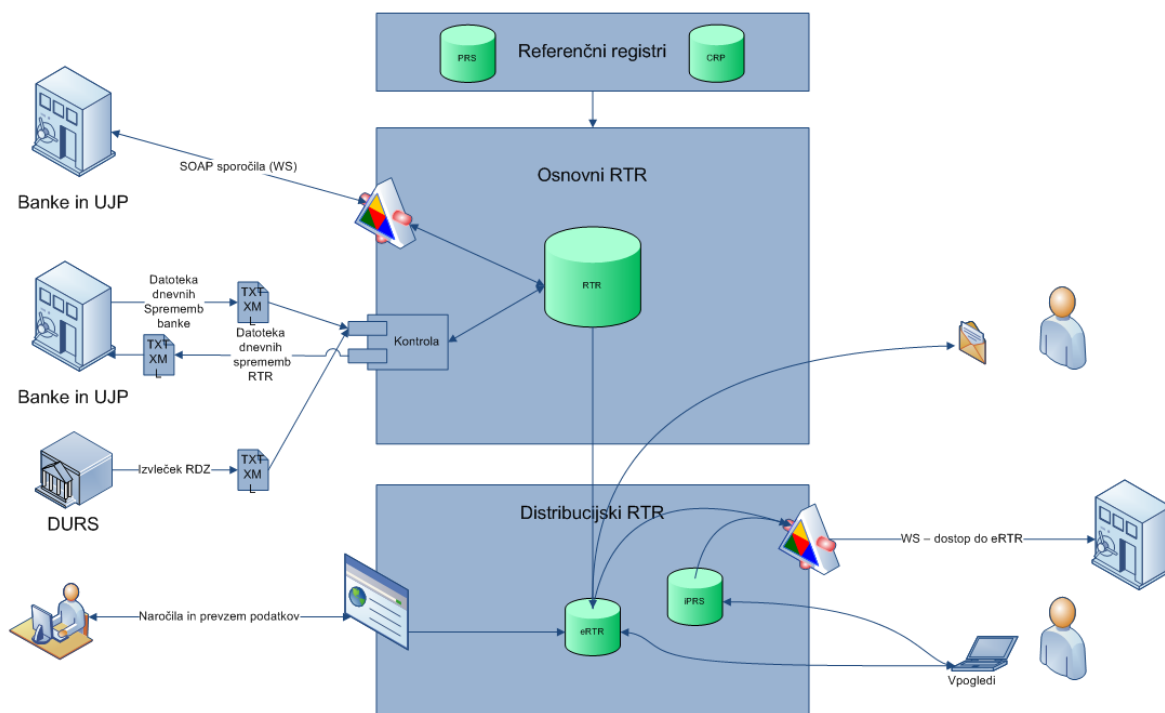 Referenčni registri
PRS
CRP
Osnovni RTR
SOAP sporočila (WS)
Banke in UJP
RTR
Datoteka
dnevnih
Sprememb
banke
TXT
XM
L
Kontrola
Datoteka
dnevnih
sprememb
RTR
TXT
XM
L
Banke in UJP
Izvleček RDZ
TXT
XM
L
DURS
Distribucijski RTR
WS – dostop do eRTR
iPRS
Naročila in prevzem podatkov
eRTR
Vpogledi